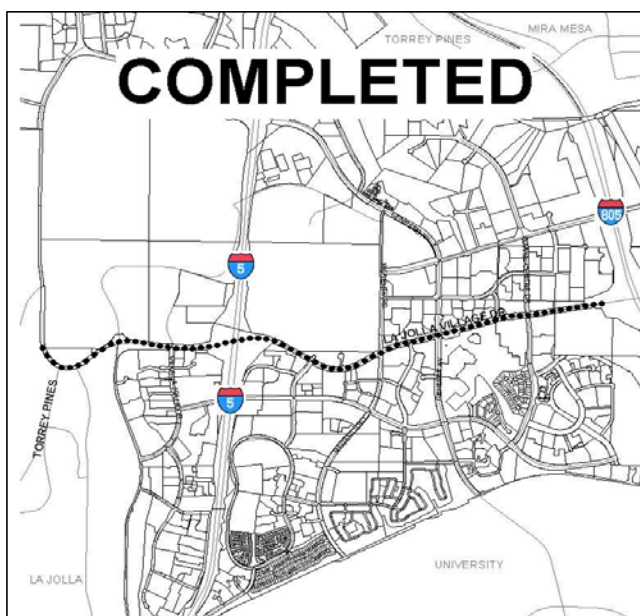 TORREY PINES
MIRA MESA
COMPLETED
805
5
LA JOLLA VILLAGE DR
5
TORREY PINES
UNIVERSITY
LA JOLLA